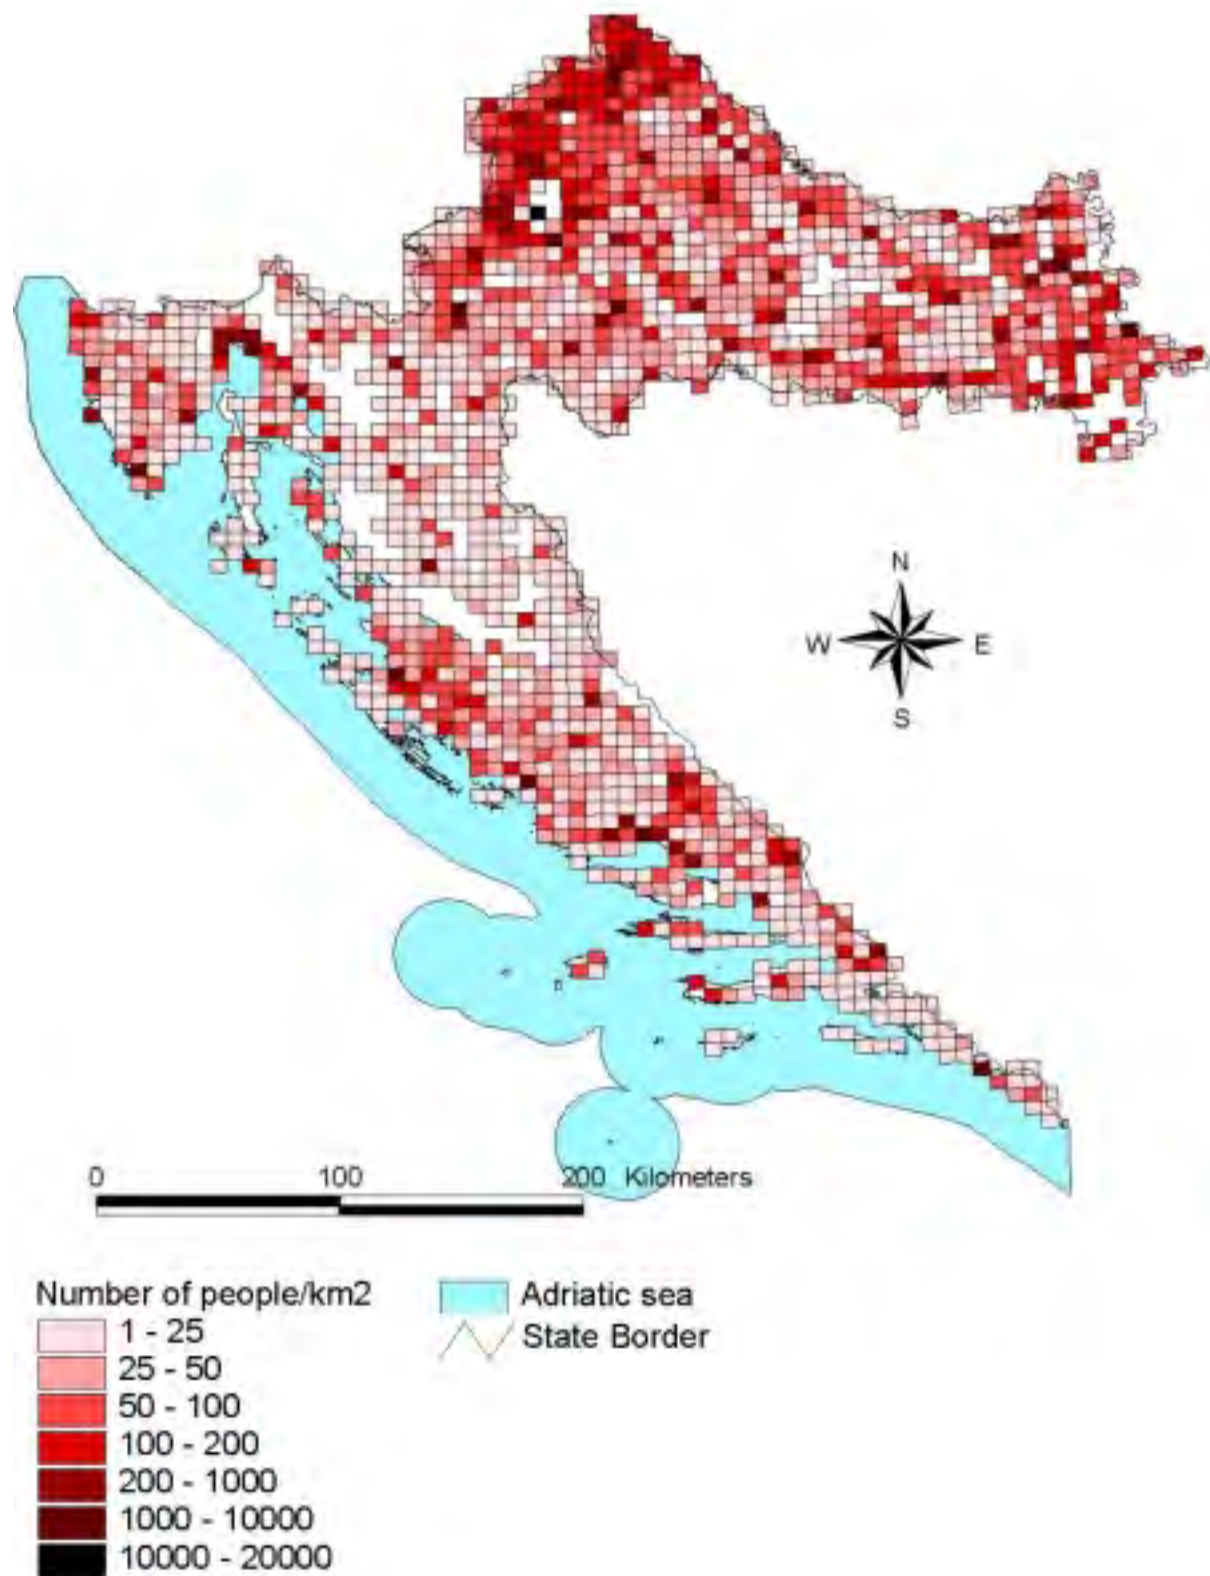 N
W E
S
0 100 200 Kilometers
Number of people/km2
1 - 25
25 - 50
50 - 100
100 - 200
200 - 1000
1000 - 10000
10000 - 20000
Adriatic sea
State Border